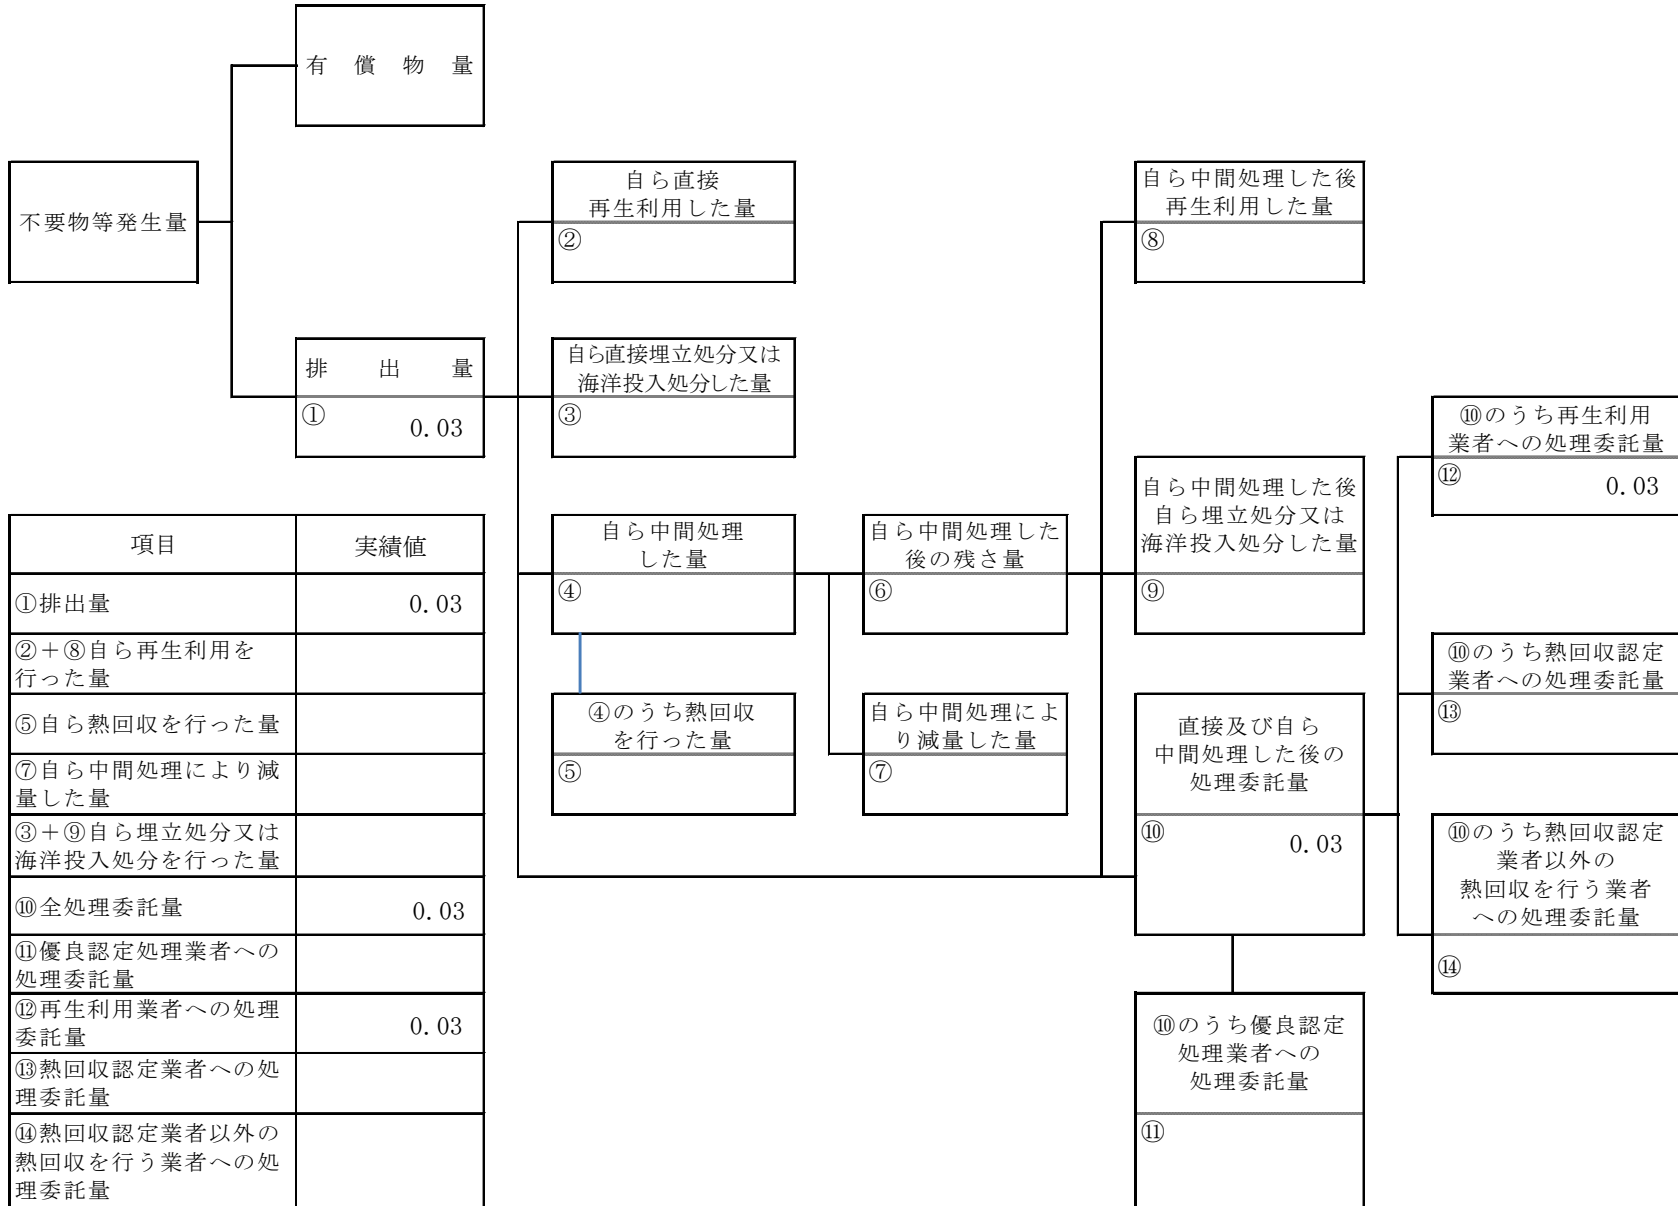 有償物量
不要物等発生量
排出量
① 0.03
自ら直接
再生利用した量
②
自ら直接埋立処分又は
海洋投入処分した量
③
自ら中間処理
した量
④
④のうち熱回収
を行った量
⑤
自ら中間処理した
後の残さ量
⑥
自ら中間処理によ
り減量した量
⑦
自ら中間処理した後
再生利用した量
⑧
自ら中間処理した後
自ら埋立処分又は
海洋投入処分した量
⑨
直接及び自ら
中間処理した後の
処理委託量
⑩ 0.03
⑩のうち優良認定
処理業者への
処理委託量
⑪
⑩のうち再生利用
業者への処理委託量
⑫ 0.03
⑩のうち熱回収認定
業者への処理委託量
⑬
⑩のうち熱回収認定
業者以外の
熱回収を行う業者
への処理委託量
⑭
項目 実績値
①排出量 0.03
②＋⑧自ら再生利用を
行った量
⑤自ら熱回収を行った量
⑦自ら中間処理により減
量した量
③＋⑨自ら埋立処分又は
海洋投入処分を行った量
⑩全処理委託量 0.03
⑪優良認定処理業者への
処理委託量
⑫再生利用業者への処理
委託量 0.03
⑬熱回収認定業者への処
理委託量
⑭熱回収認定業者以外の
熱回収を行う業者への処
理委託量